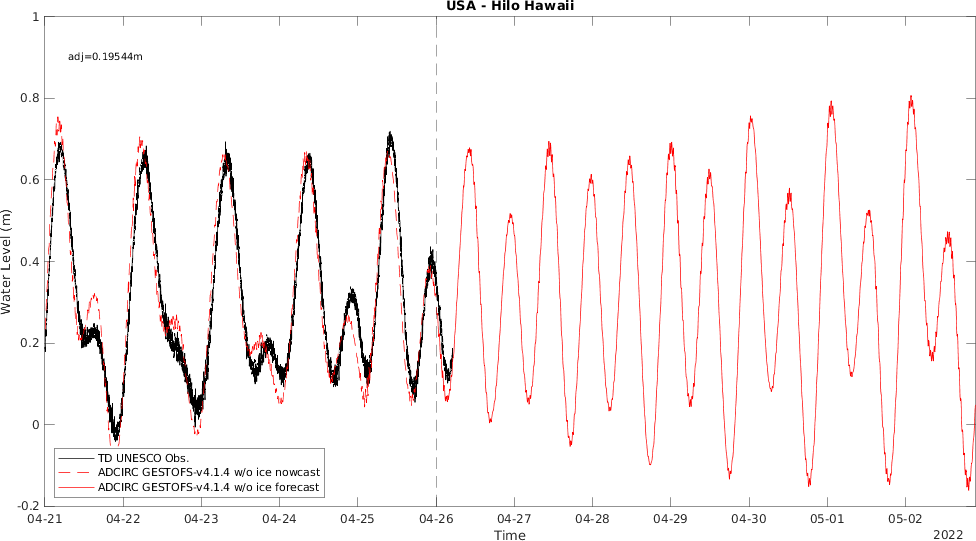 USA - Hilo Hawaii
adj=0.19544m
Water Level (m)
1
0.8
0.6
0.4
0.2
0
-0.2
TD UNESCO Obs.
ADCIRC GESTOFS-v4.1.4 w/o ice nowcast
ADCIRC GESTOFS-v4.1.4 w/o ice forecast
04-21 04-22 04-23 04-24 04-25 04-26 04-27 04-28 04-29 04-30 05-01 05-02
Time
2022